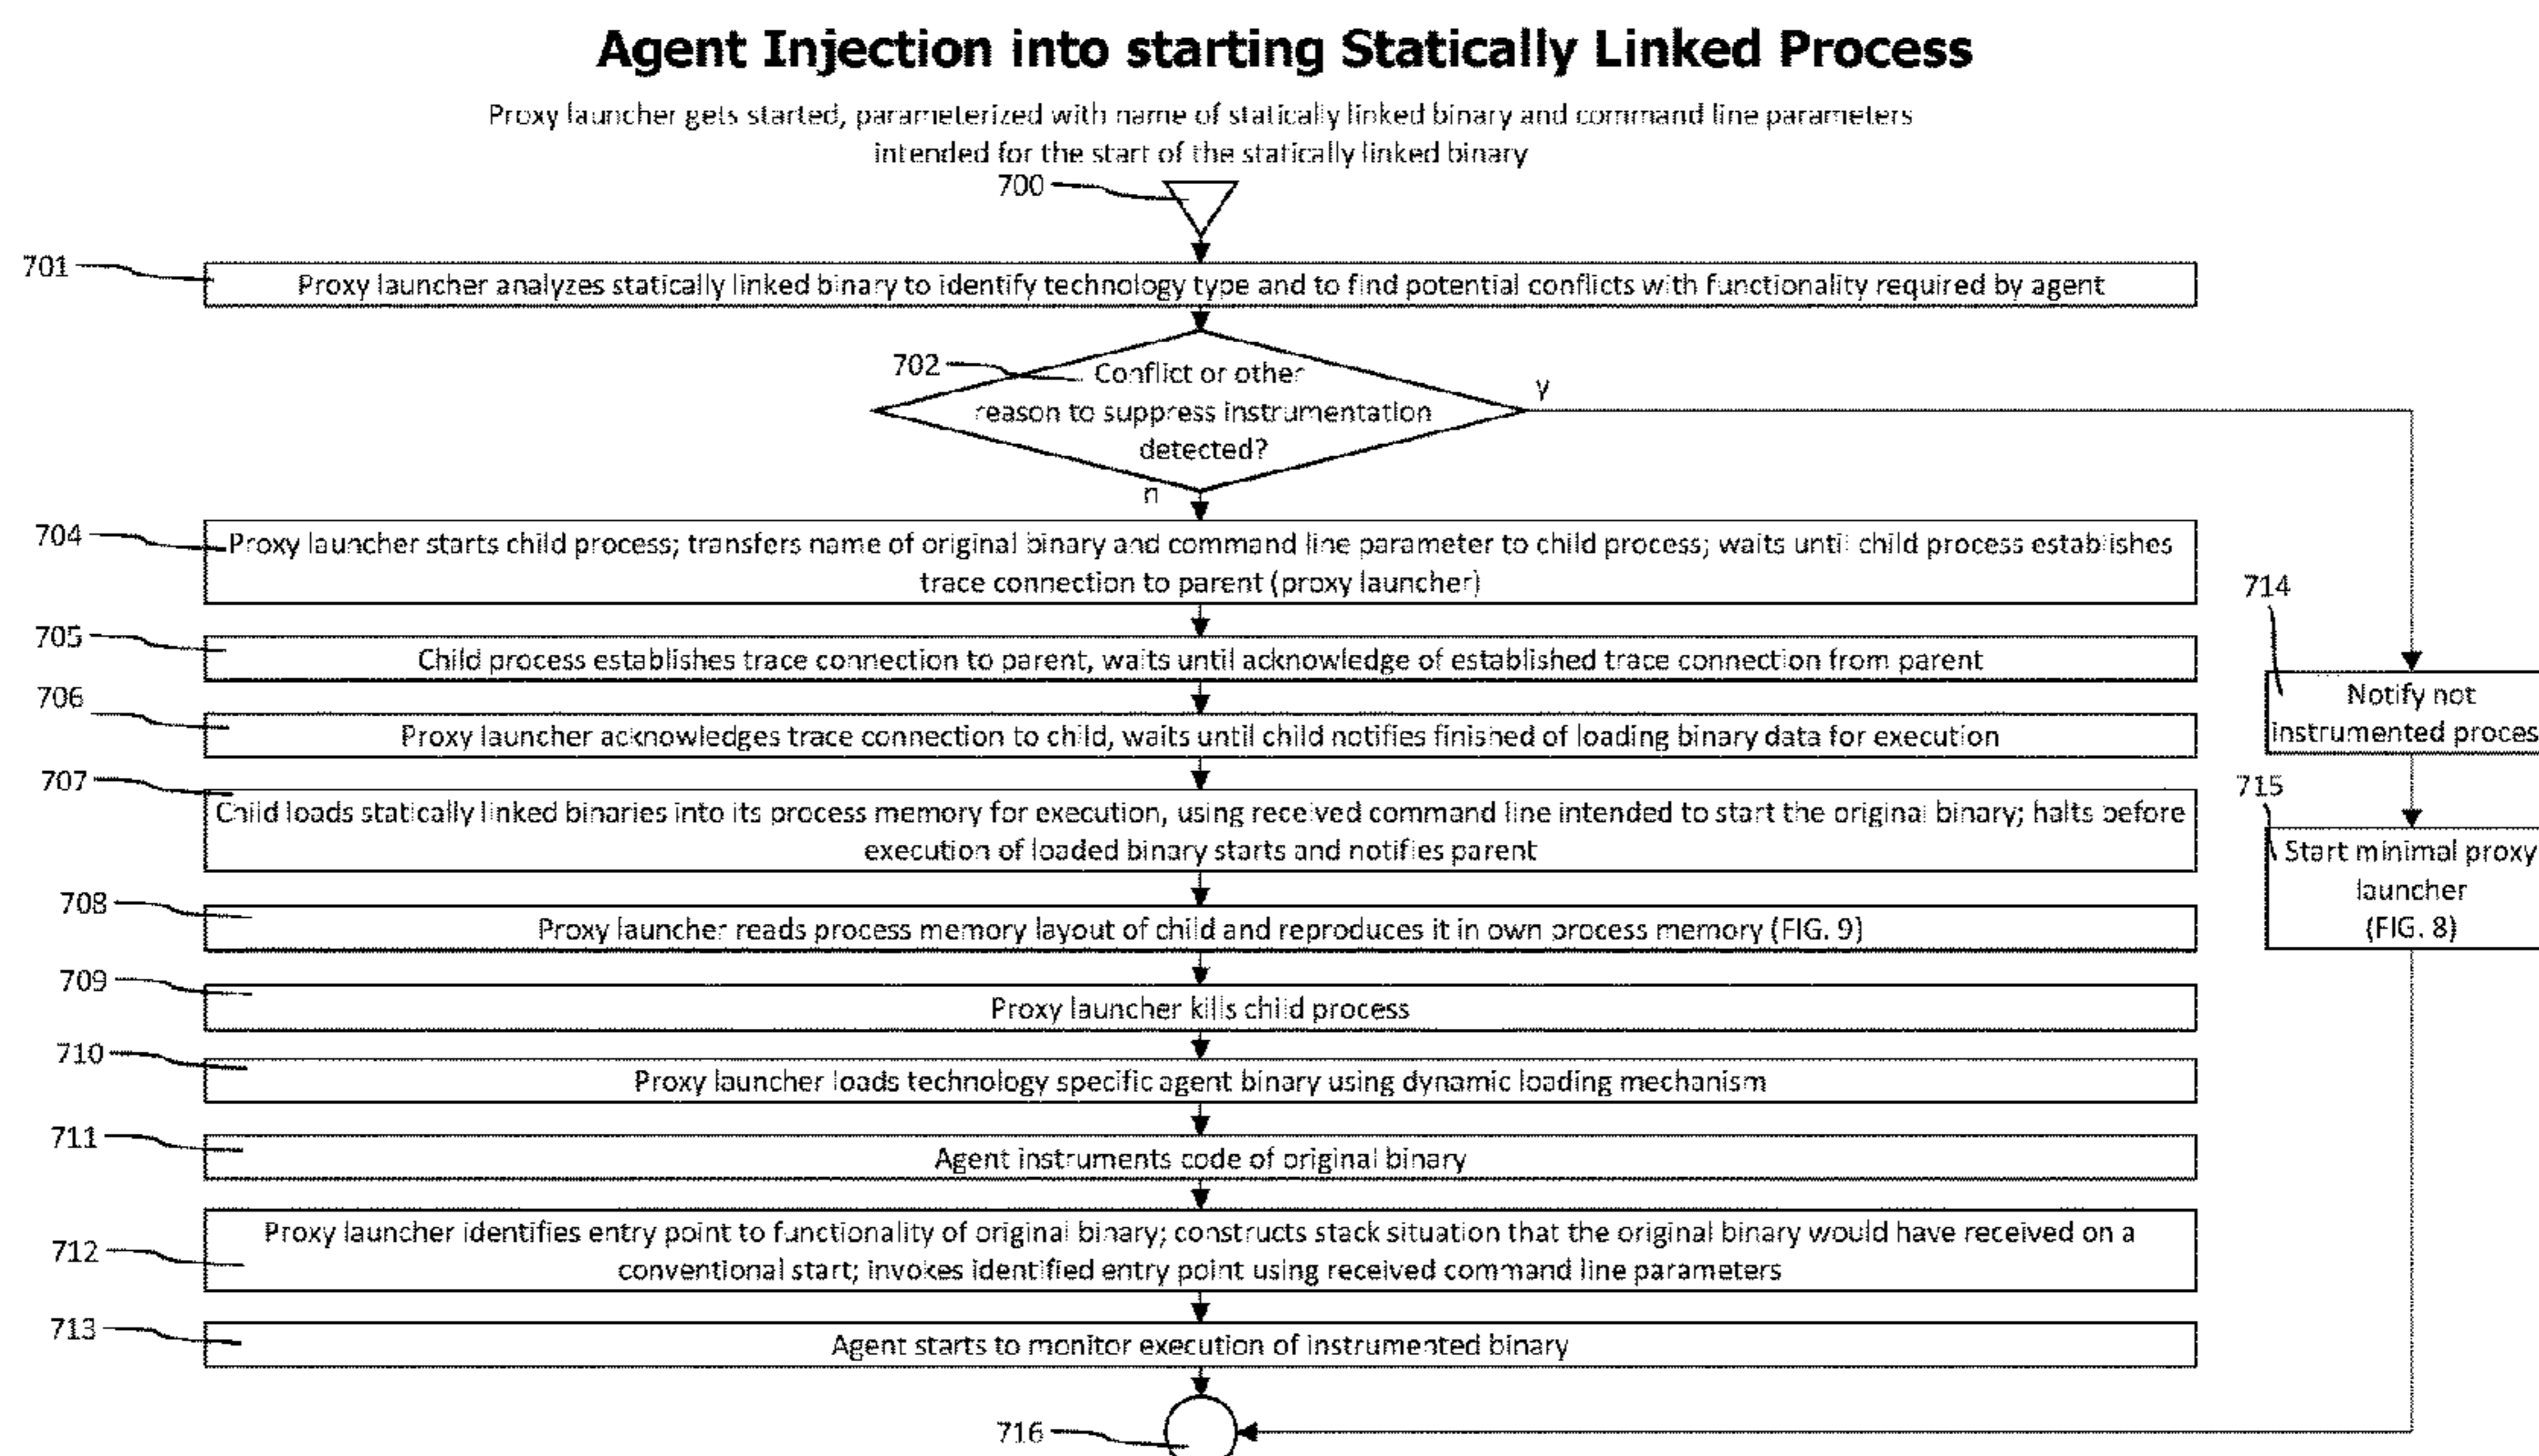 Agent Injection into starting Statically Linked Process
Proxy launcher gets started, parameterized with name of statically linked binary and command line parameters
intended for the start of the statically linked binary
700
701
Proxy launcher analyzes statically linked binary to identify technology type and to find potential conflicts with functionality required by agent
702
Conflict or other
reason to suppress instrumentation
detected?
y
n
704
Proxy launcher starts child process; transfers name of original binary and command line parameter to child process; waits until child process establishes
trace connection to parent (proxy launcher)
705
Child process establishes trace connection to parent, waits until acknowledge of established trace connection from parent
706
Proxy launcher acknowledges trace connection to child, waits until child notifies finished of loading binary data for execution
707
Child loads statically linked binaries into its process memory for execution, using received command line intended to start the original binary; halts before
execution of loaded binary starts and notifies parent
708
Proxy launcher reads process memory layout of child and reproduces it in own process memory (FIG. 9)
709
Proxy launcher kills child process
710
Proxy launcher loads technology specific agent binary using dynamic loading mechanism
711
Agent instruments code of original binary
712
Proxy launcher identifies entry point to functionality of original binary; constructs stack situation that the original binary would have received on a
conventional start; invokes identified entry point using received command line parameters
713
Agent starts to monitor execution of instrumented binary
714
Notify not
instrumented proces
715
Start minimal proxy
launcher
(FIG. 8)
716